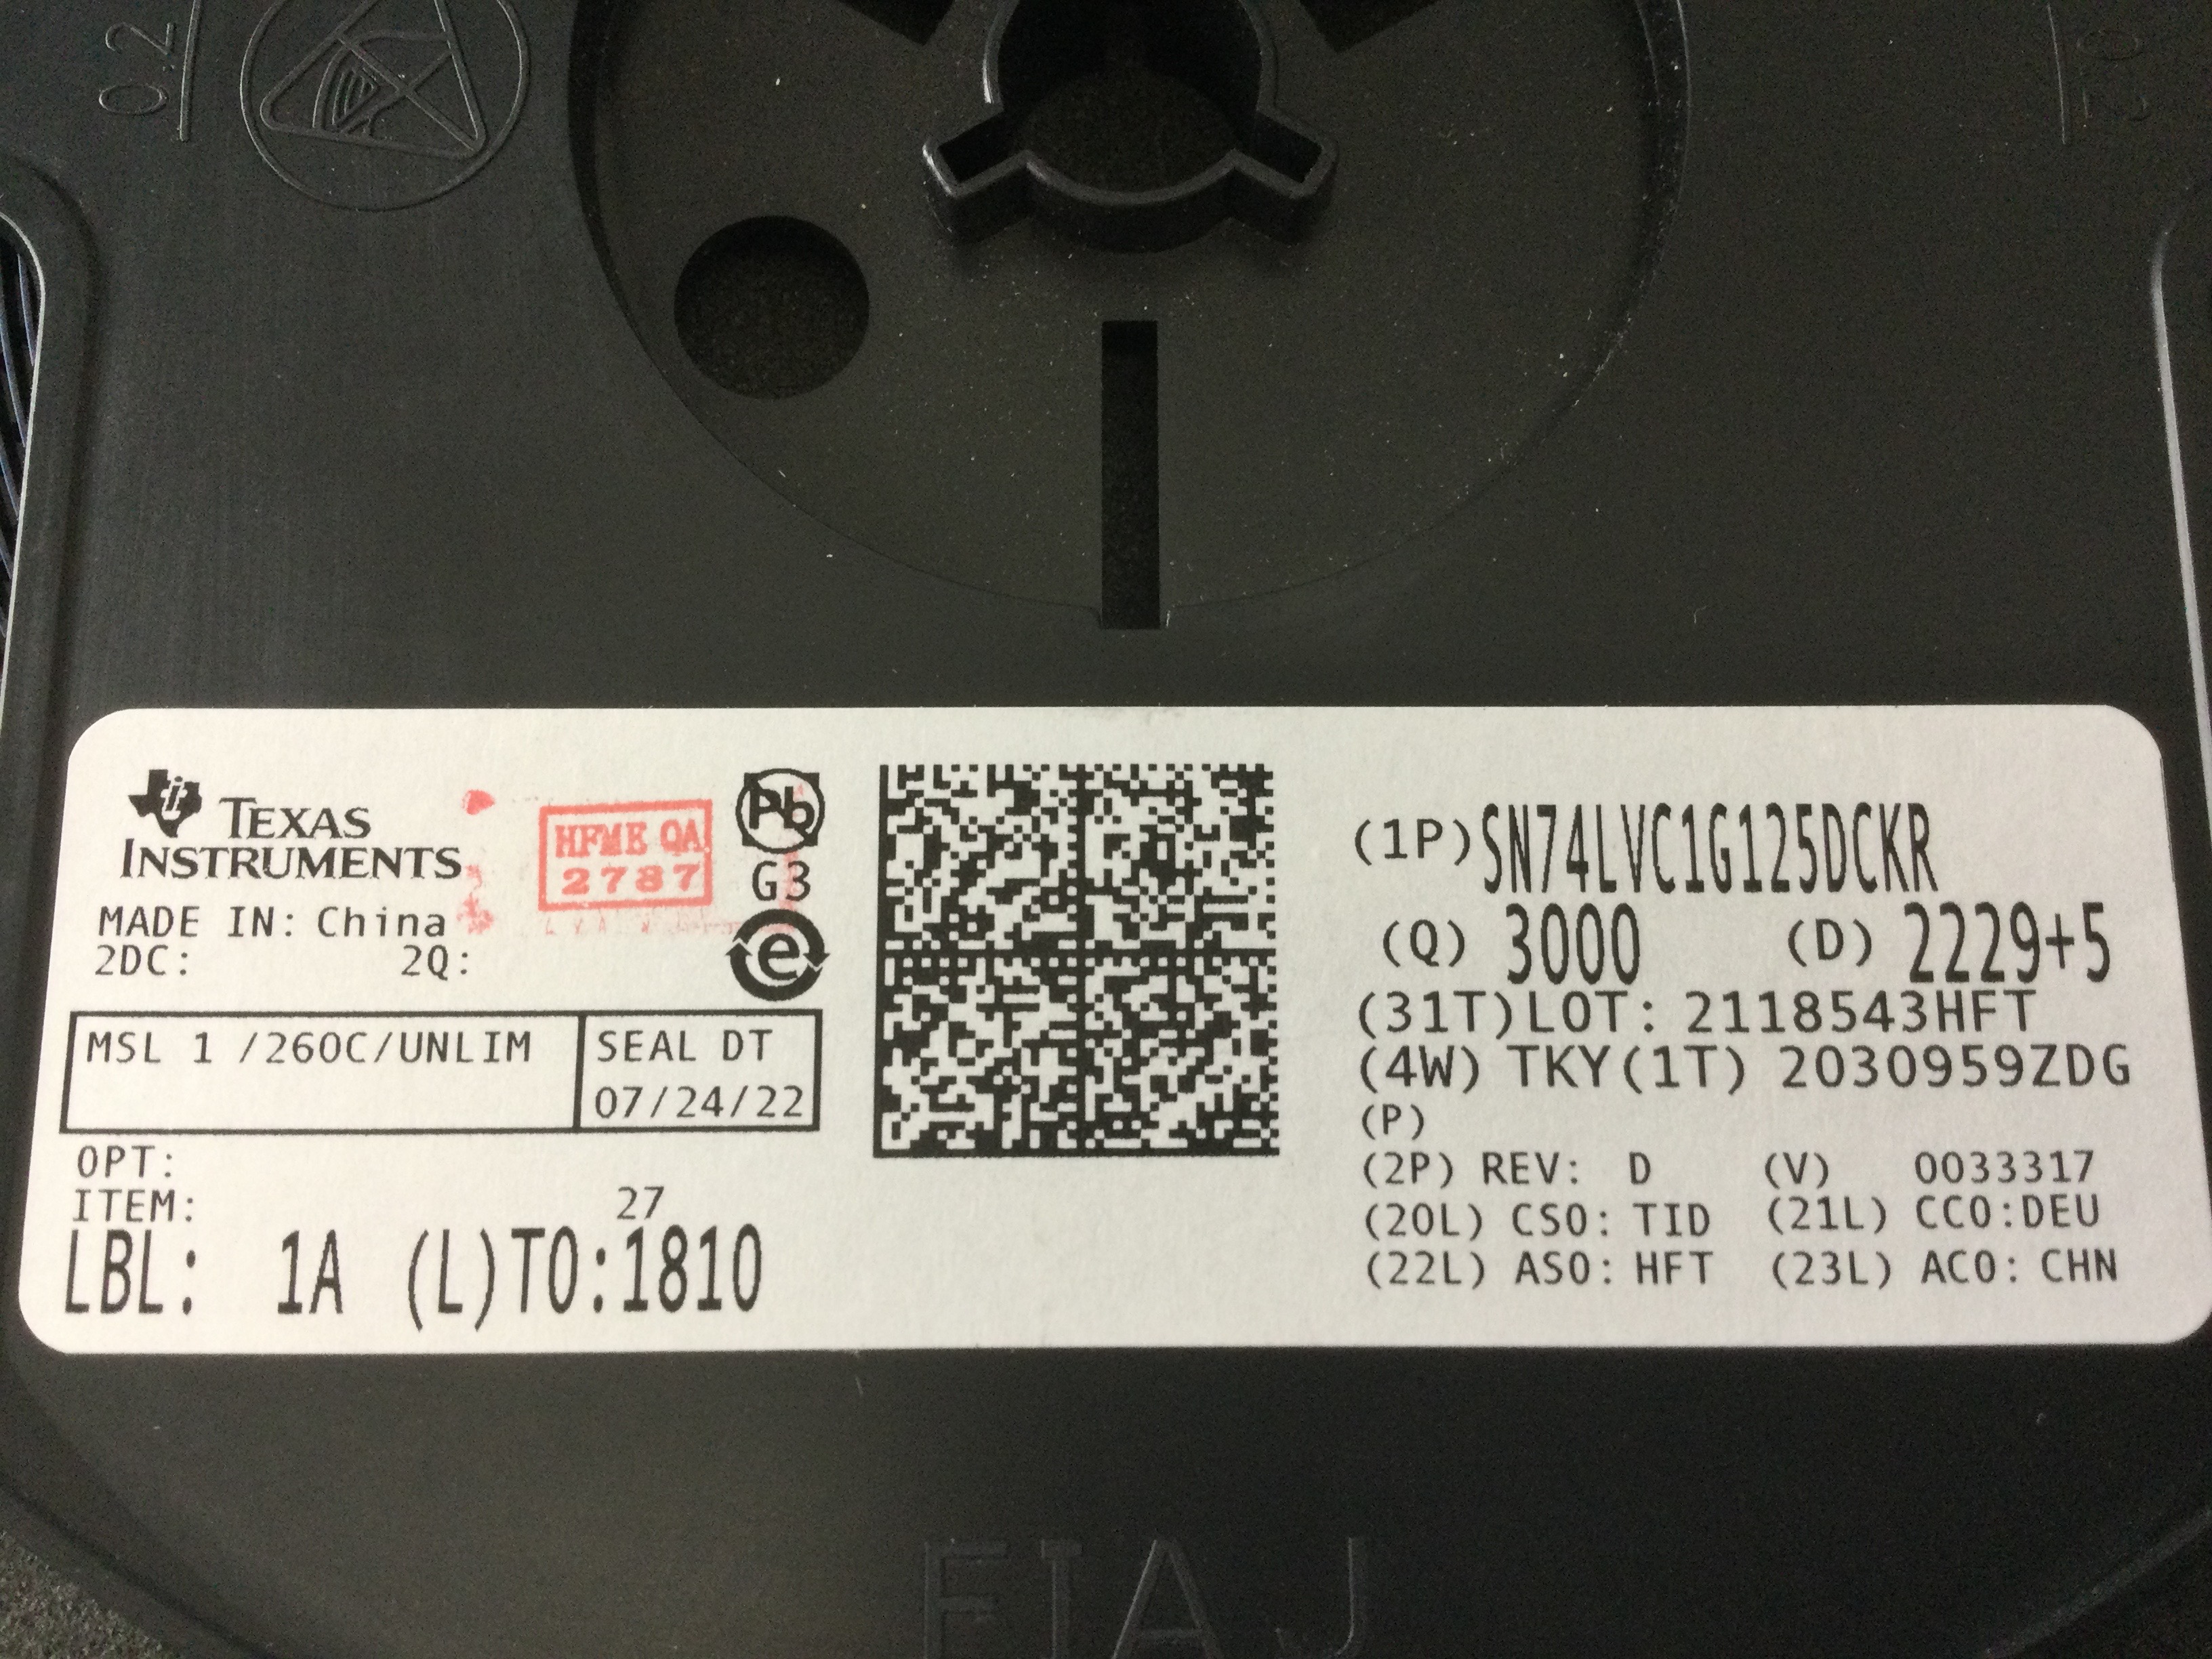 0.2
0.2
TEXAS
INSTRUMENTS
MADE IN: China
2DC: 2Q:
HFME QA
2787
Pb
G3
e
MSL 1 /260C/UNLIM
SEAL DT
07/24/22
OPT:
ITEM:
27
LBL: 1A (L)TO:1810
(1P)SN74LVC1G125DCKR
(Q) 3000 (D) 2229+5
(31T)LOT: 2118543HFT
(4W) TKY(1T) 2030959ZDG
(P)
(2P) REV: D (V) 0033317
(20L) CSO: TID (21L) CCO:DEU
(22L) ASO: HFT (23L) ACO: CHN
EIAJ